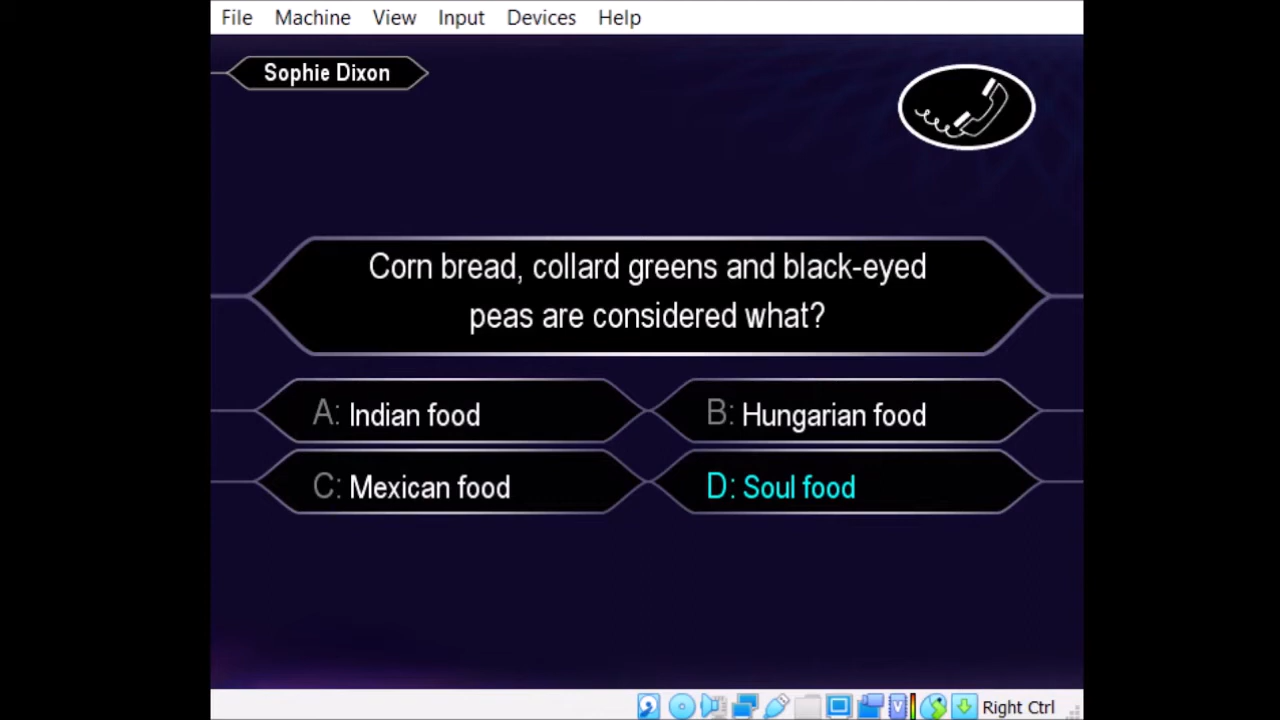 File Machine View Input Devices Help
Sophie Dixon
Corn bread, collard greens and black-eyed
peas are considered what?
A: Indian food
B: Hungarian food
C: Mexican food
D: Soul food
Right Ctrl